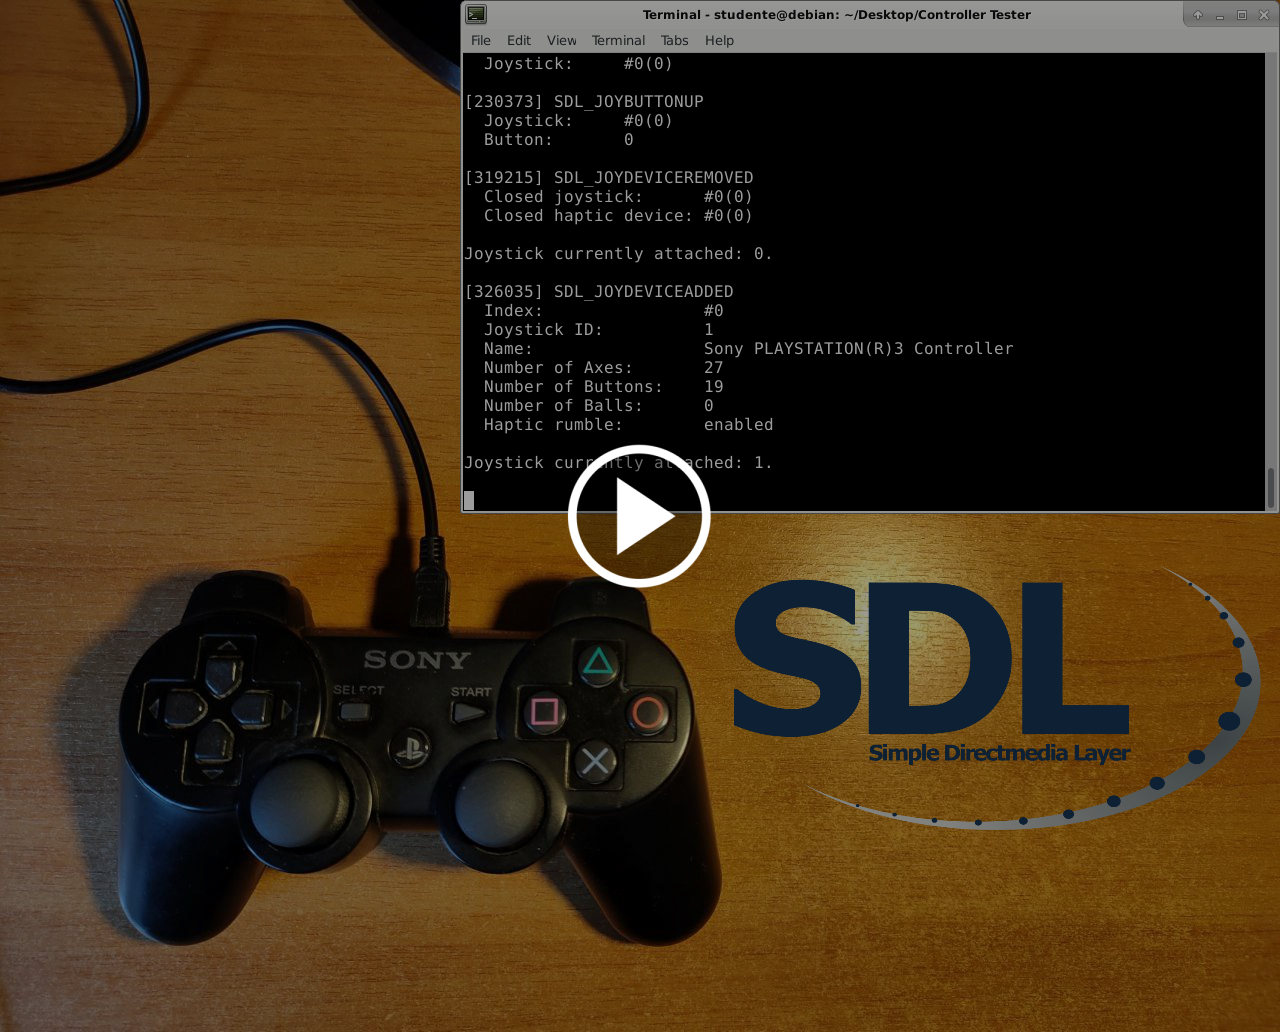 Terminal - studente@debian: ~/Desktop/Controller Tester
File Edit View Terminal Tabs Help
Joystick: #0(0)
[230373] SDL_JOYBUTTONUP
Joystick: #0(0)
Button: 0
[319215] SDL_JOYDEVICEREMOVED
Closed joystick: #0(0)
Closed haptic device: #0(0)
Joystick currently attached: 0.
[326035] SDL_JOYDEVICEADDED
Index: #0
Joystick ID: 1
Name: Sony PLAYSTATION(R)3 Controller
Number of Axes: 27
Number of Buttons: 19
Number of Balls: 0
Haptic rumble: enabled
Joystick currently attached: 1.
SONY
SELECT START
SDL
Simple Directmedia Layer